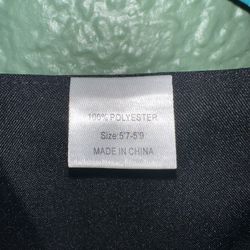 100% POLYESTER
Size:5'7-5'9
MADE IN CHINA